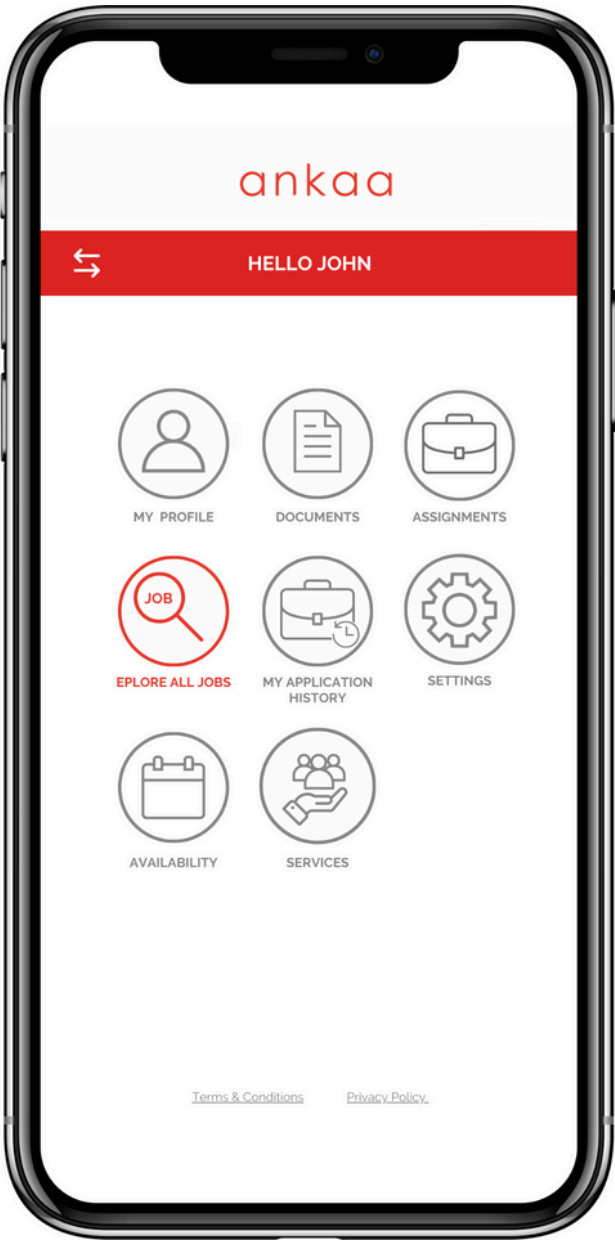 ankaa
HELLO JOHN
MY PROFILE
DOCUMENTS
ASSIGNMENTS
JOB
EPLORE ALL JOBS
MY APPLICATION
HISTORY
SETTINGS
AVAILABILITY
SERVICES
Terms & Conditions
Privacy Policy